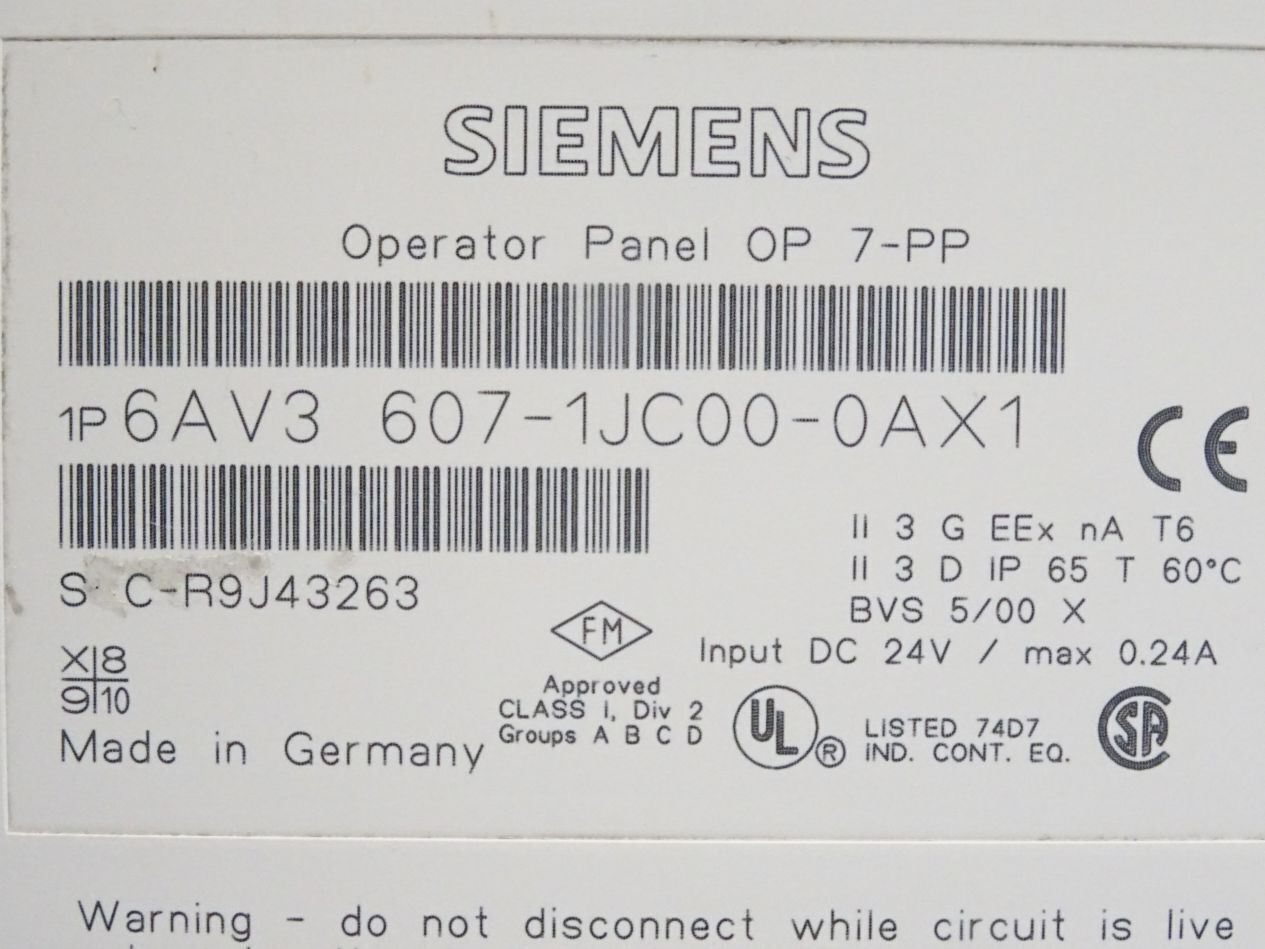 SIEMENS
Operator Panel OP 7-PP
1P 6AV3 607-1JC00-0AX1
CE
S C-R9J43263
II 3 G EEx nA T6
II 3 D IP 65 T 60°C
BVS 5/00 X
Input DC 24V / max 0.24A
X 8
9 10
Made in Germany
FM
Approved
CLASS I, Div 2
Groups A B C D
UL ®
LISTED 74D7
IND. CONT. EQ.
SA
Warning - do not disconnect while circuit is live